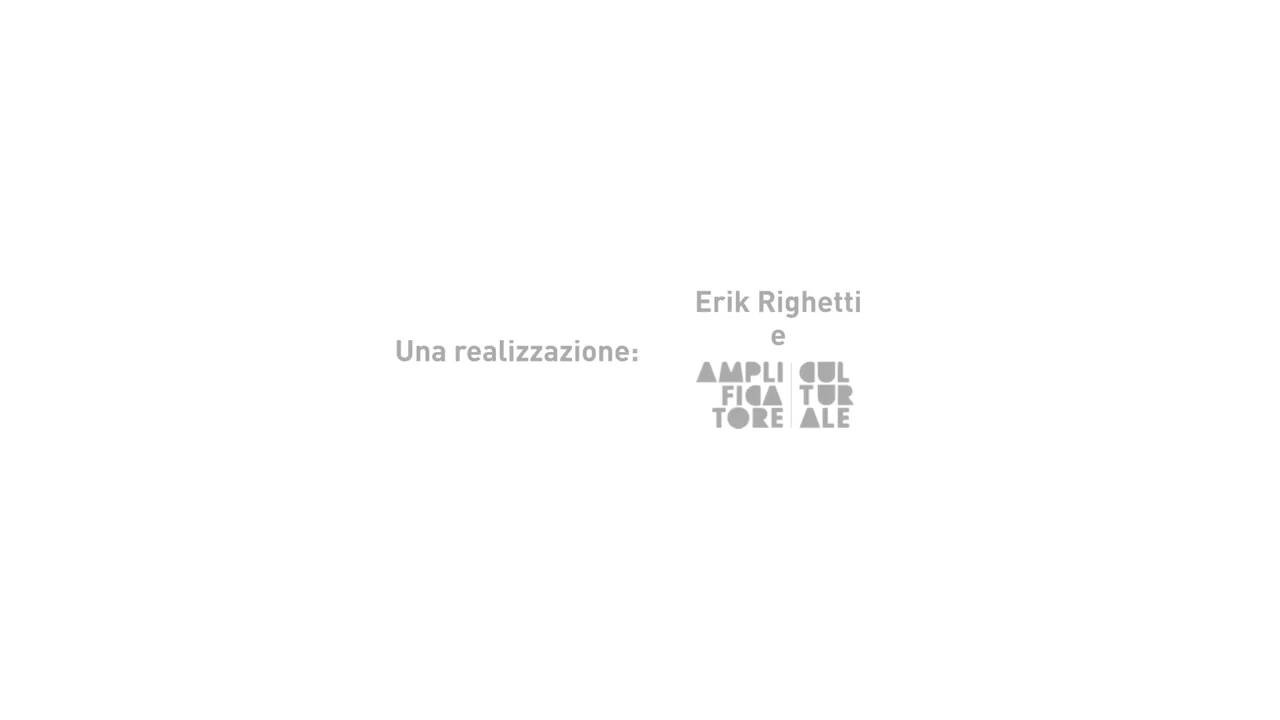 Una realizzazione:
Erik Righetti
e
AMPLI CUL
FICA TUR
TORE ALE